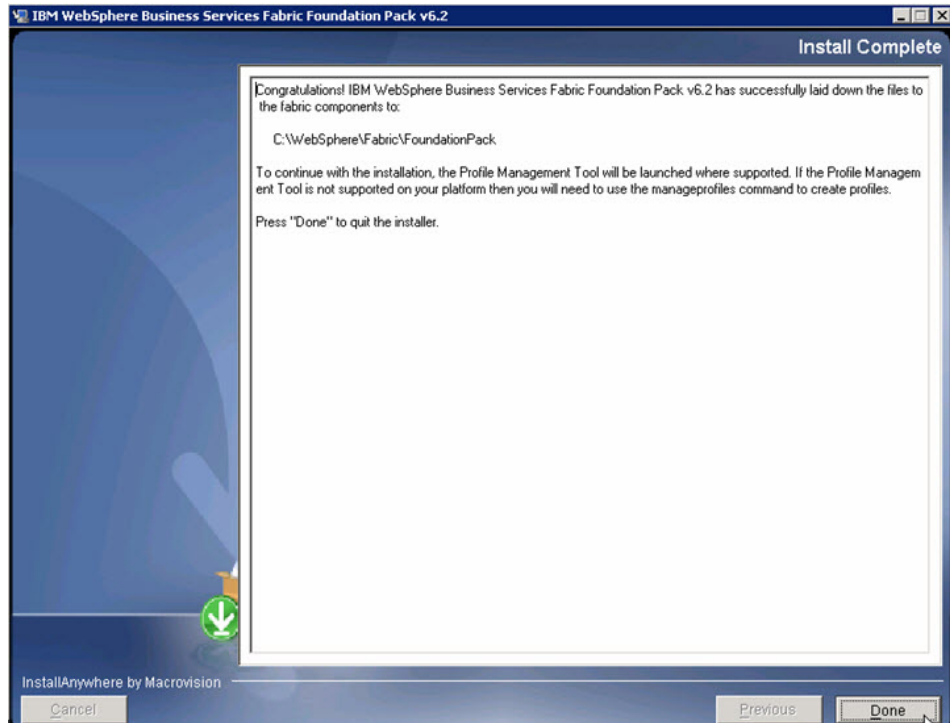 IBM WebSphere Business Services Fabric Foundation Pack v6.2
Install Complete
Congratulations! IBM WebSphere Business Services Fabric Foundation Pack v6.2 has successfully laid down the files to
the fabric components to:
C:\WebSphere\Fabric\FoundationPack
To continue with the installation, the Profile Management Tool will be launched where supported. If the Profile Managem
ent Tool is not supported on your platform then you will need to use the manageprofiles command to create profiles.
Press "Done" to quit the installer.
InstallAnywhere by Macrovision
Cancel
Previous
Done